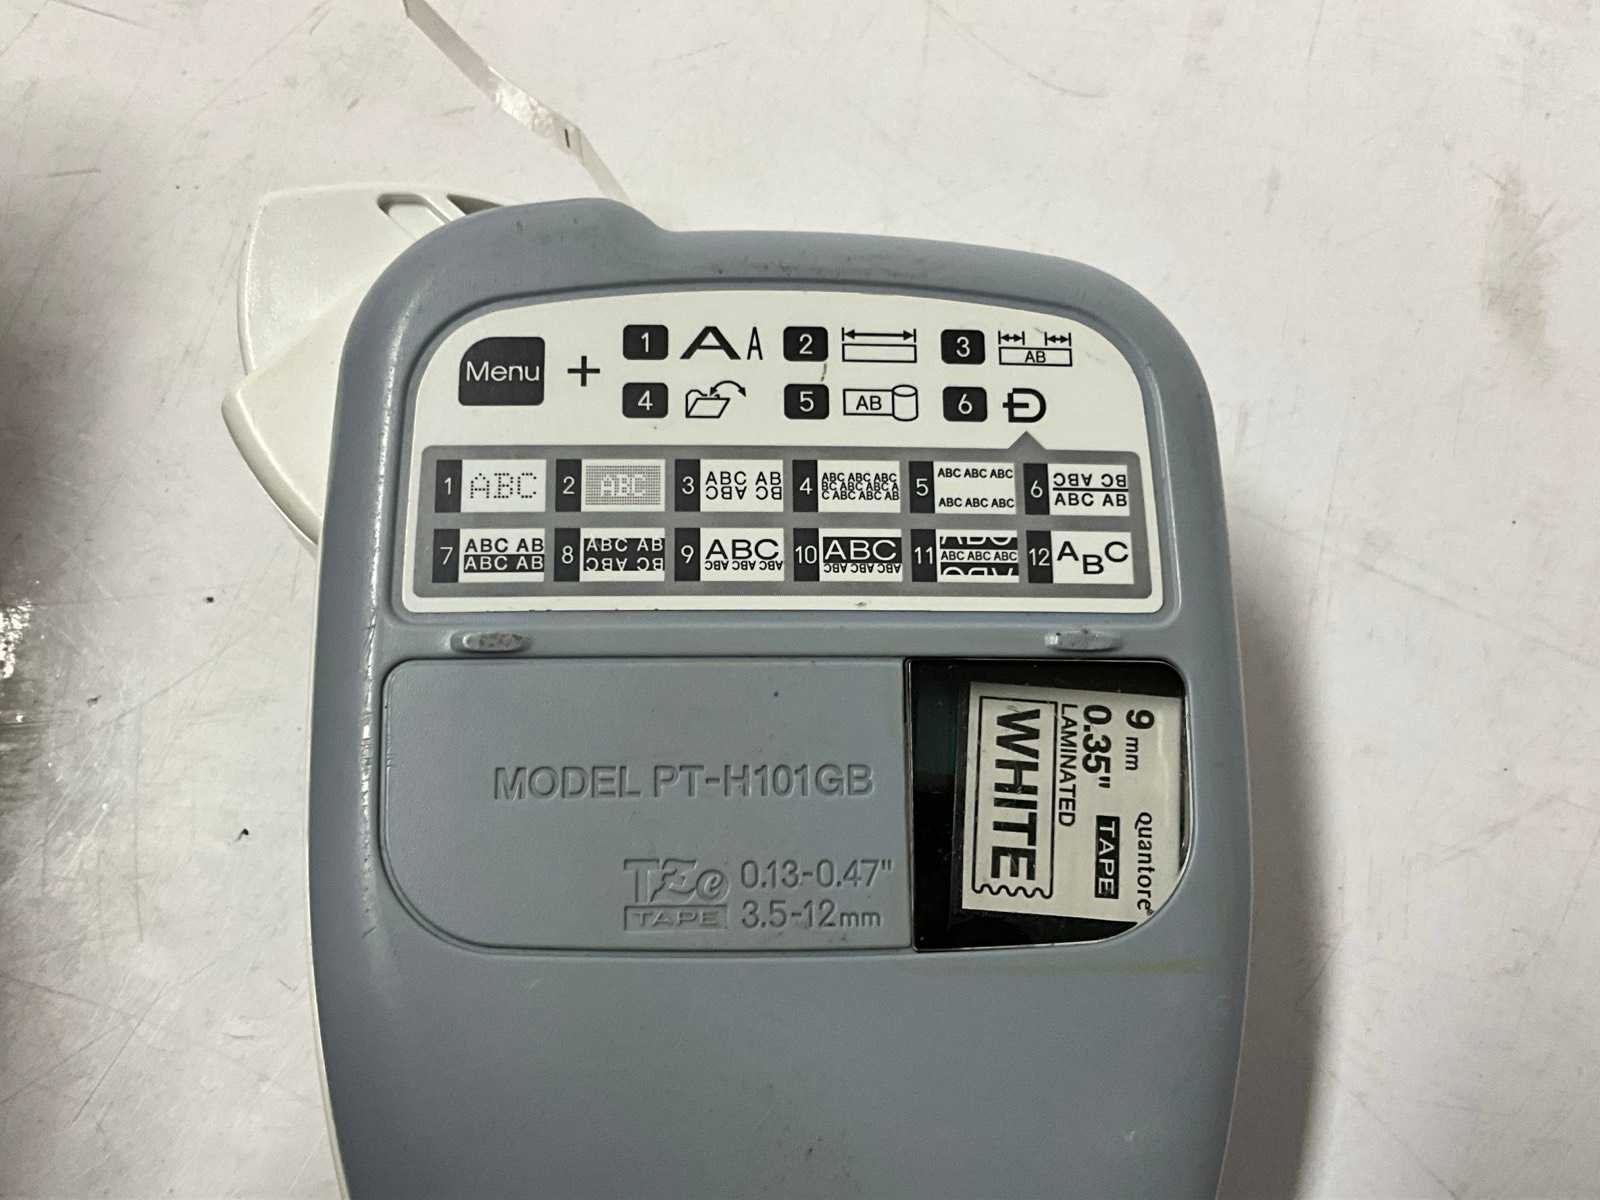 Menu + 1 A A 2 3 AB
4 5 AB 6 Đ
1 ABC 2 ABC 3 ABC AB ABC BC 4 ABC ABC ABC BC ABC ABC A C ABC ABC AB 5 ABC ABC ABC ABC ABC ABC 6 ABC BC ABC AB
7 ABC AB ABC AB 8 ABC AB ABC BC 9 ABC ABC ABC ABC 10 ABC ABC ABC ABC 11 ABC ABC ABC ABC ABC 12 ABC
MODEL PT-H101GB
TZe TAPE 0.13-0.47"
3.5-12mm
9 mm quantore®
0.35" TAPE
LAMINATED
WHITE